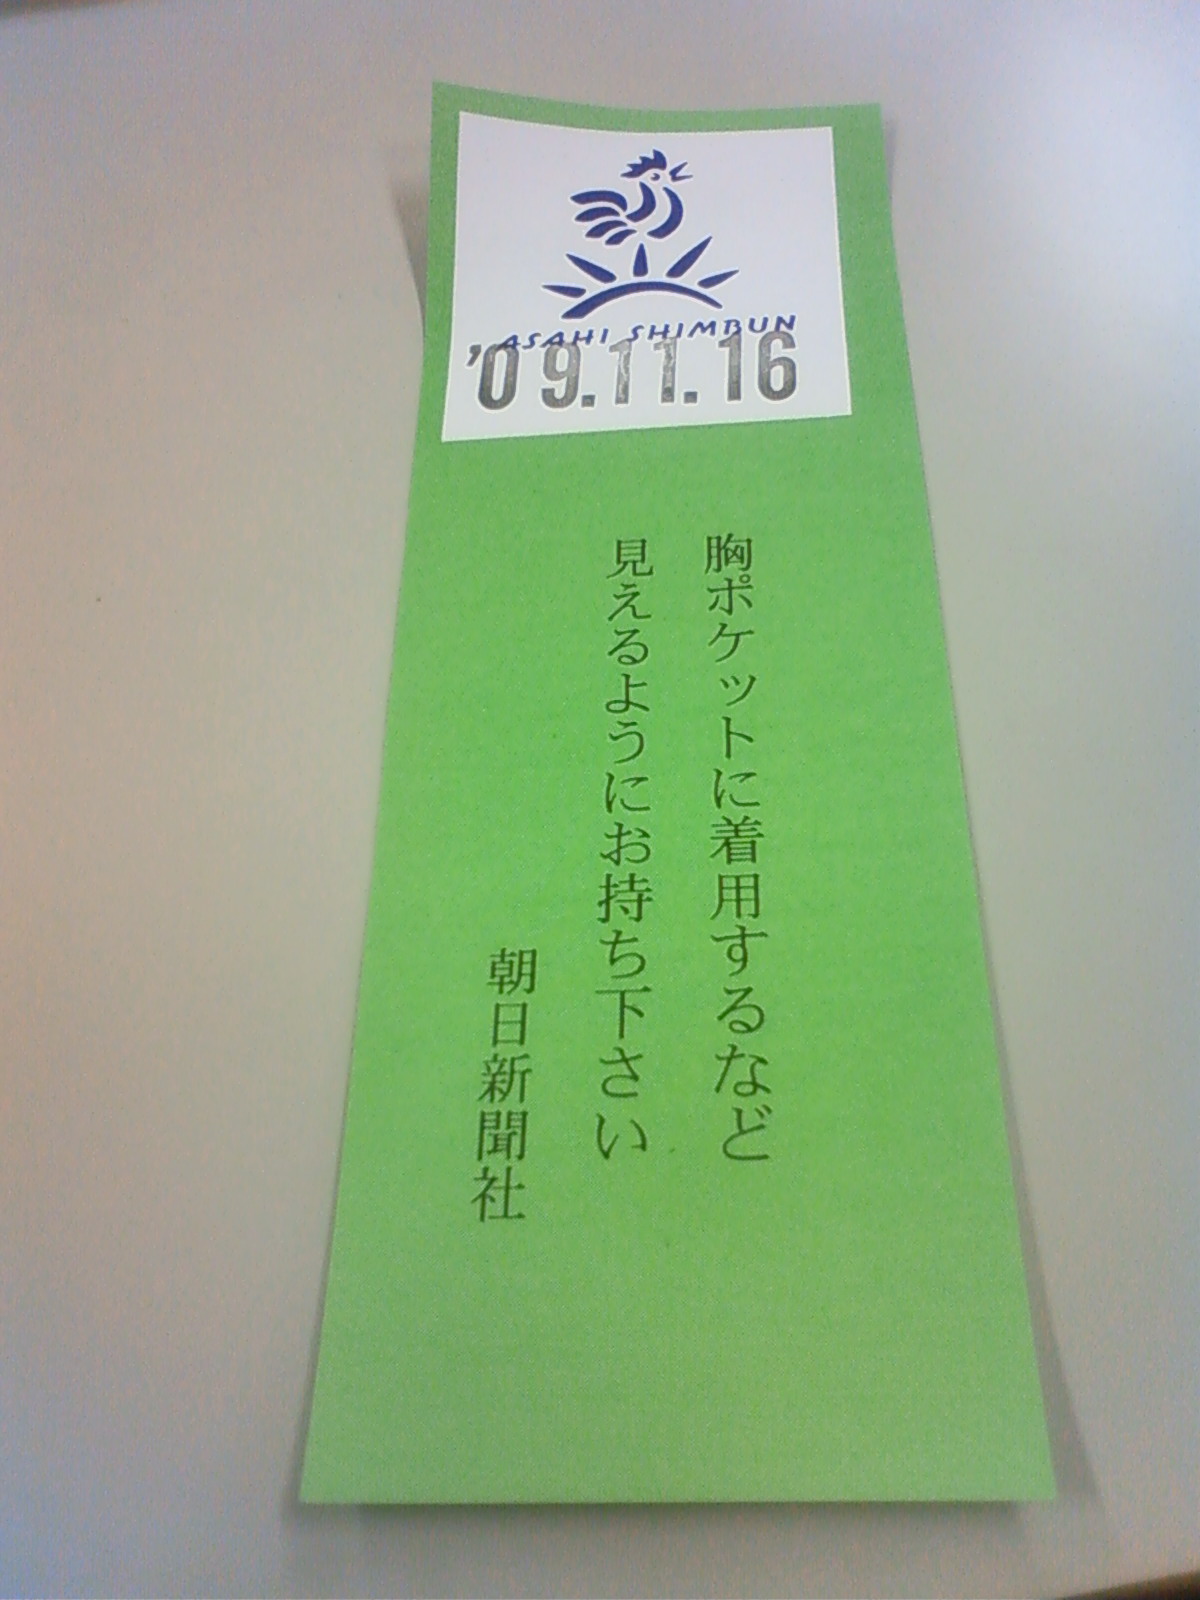 ASAHI SHIMBUN
'09.11.16
胸ポケットに着用するなど
見えるようにお持ち下さい
朝日新聞社